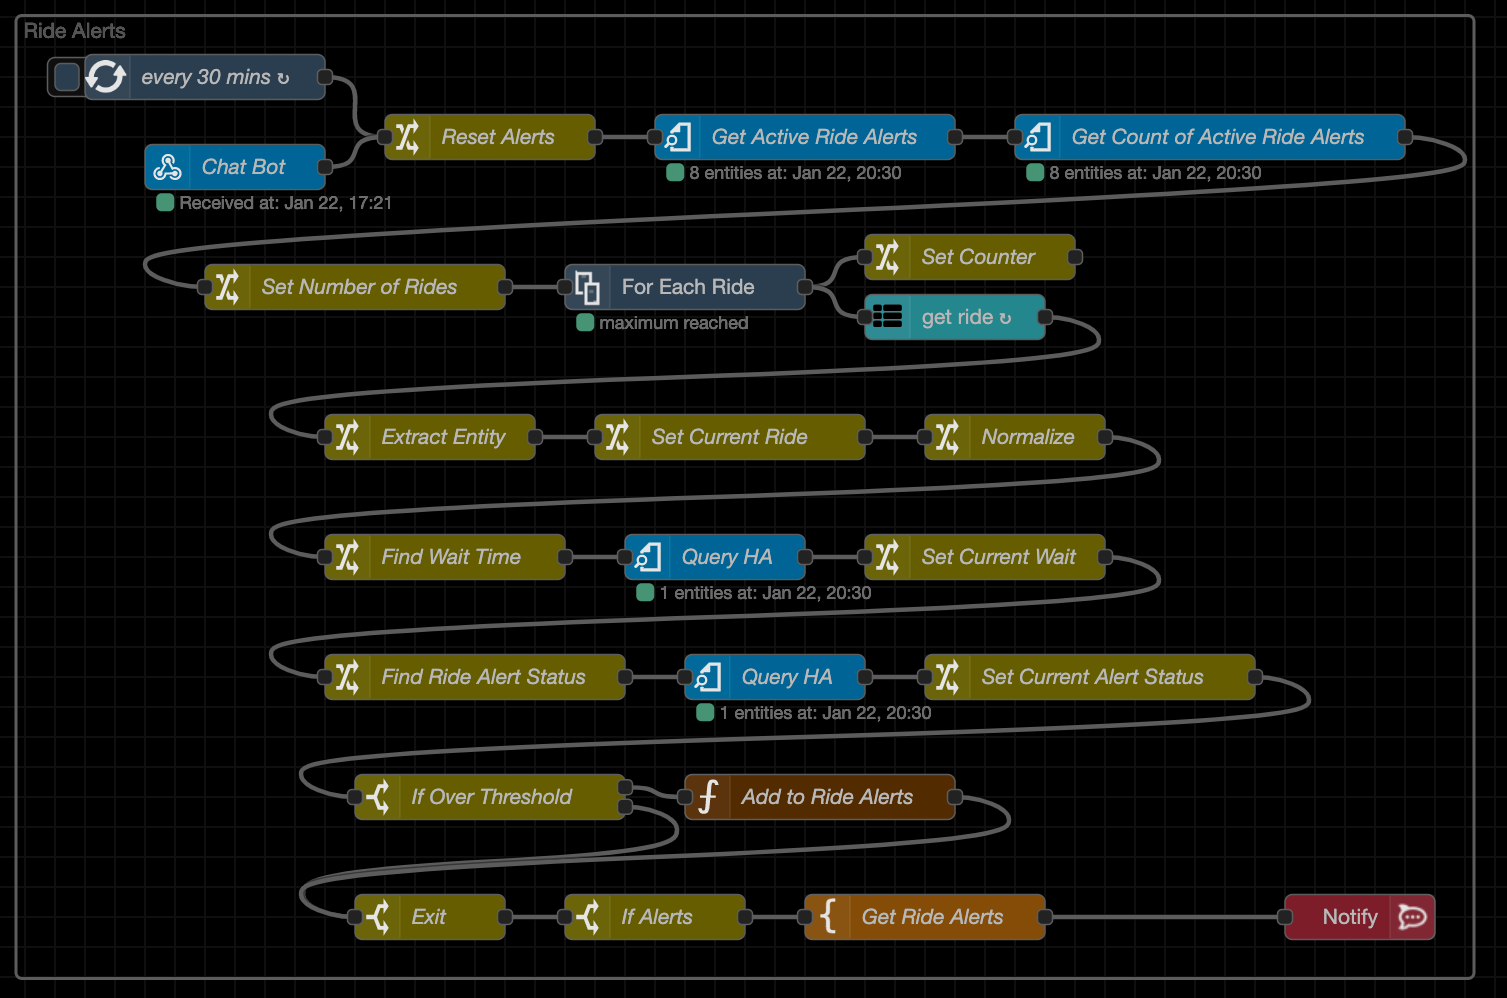 Ride Alerts
every 30 mins ↻
Reset Alerts
Get Active Ride Alerts
Get Count of Active Ride Alerts
Chat Bot
8 entities at: Jan 22, 20:30
8 entities at: Jan 22, 20:30
Received at: Jan 22, 17:21
Set Counter
Set Number of Rides
For Each Ride
get ride ↻
maximum reached
Extract Entity
Set Current Ride
Normalize
Find Wait Time
Query HA
Set Current Wait
1 entities at: Jan 22, 20:30
Find Ride Alert Status
Query HA
Set Current Alert Status
1 entities at: Jan 22, 20:30
If Over Threshold
Add to Ride Alerts
Exit
If Alerts
Get Ride Alerts
Notify